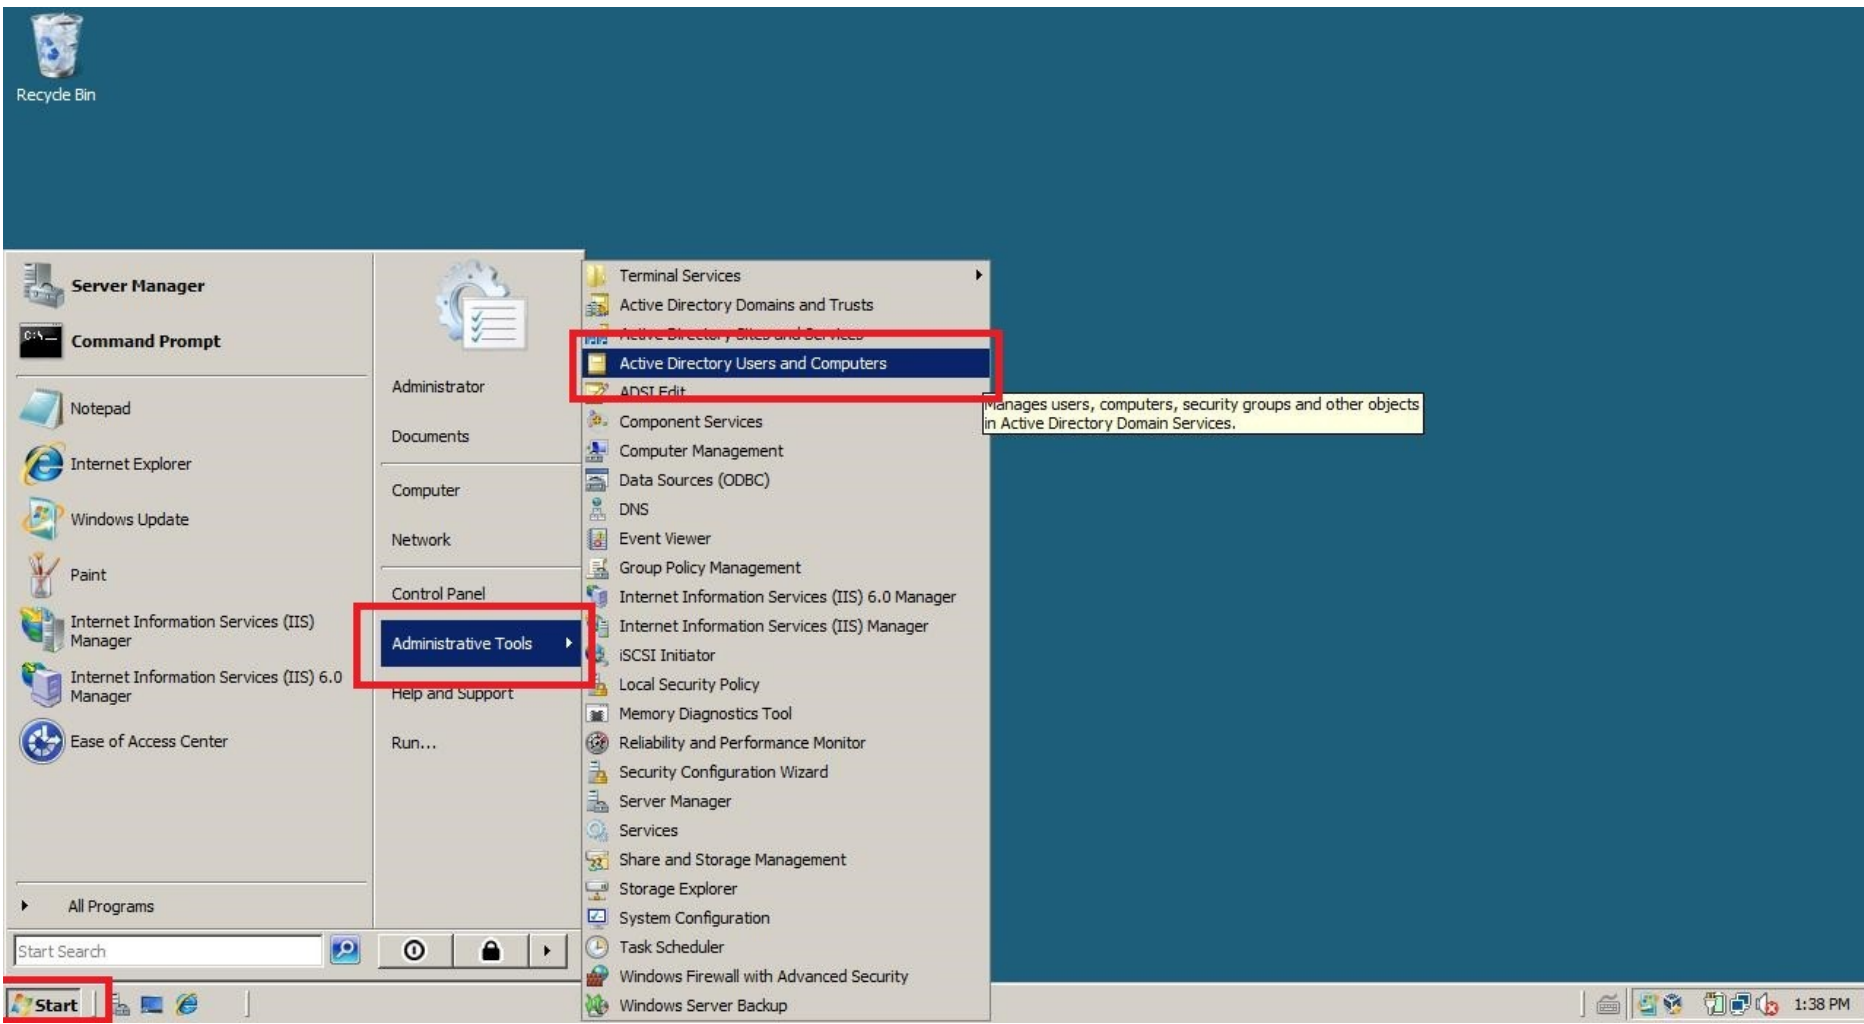 Recycle Bin
Server Manager
Command Prompt
Notepad
Internet Explorer
Windows Update
Paint
Internet Information Services (IIS)
Manager
Internet Information Services (IIS) 6.0
Manager
Ease of Access Center
All Programs
Start Search
Administrator
Documents
Computer
Network
Control Panel
Administrative Tools
Help and Support
Run...
Terminal Services
Active Directory Domains and Trusts
Active Directory Sites and Services
Active Directory Users and Computers
ADSI Edit
Component Services
Computer Management
Data Sources (ODBC)
DNS
Event Viewer
Group Policy Management
Internet Information Services (IIS) 6.0 Manager
Internet Information Services (IIS) Manager
iSCSI Initiator
Local Security Policy
Memory Diagnostics Tool
Reliability and Performance Monitor
Security Configuration Wizard
Server Manager
Services
Share and Storage Management
Storage Explorer
System Configuration
Task Scheduler
Windows Firewall with Advanced Security
Windows Server Backup
Manages users, computers, security groups and other objects
in Active Directory Domain Services.
Start
1:38 PM